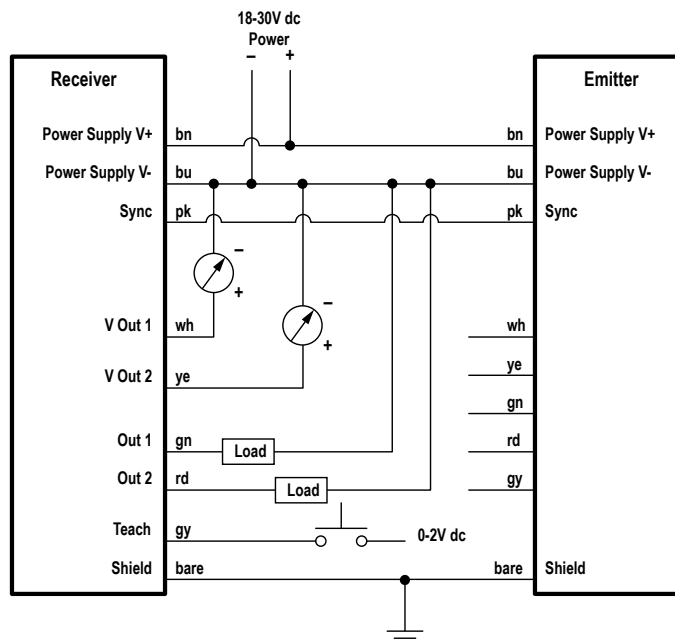 18-30V dc
Power
– +
Receiver
Emitter
Power Supply V+ bn bn Power Supply V+
Power Supply V- bu bu Power Supply V-
Sync pk pk Sync
–
+
–
+
V Out 1 wh wh
V Out 2 ye ye
gn
Out 1 gn Load rd
Out 2 rd Load gy
Teach gy 0-2V dc
Shield bare bare Shield